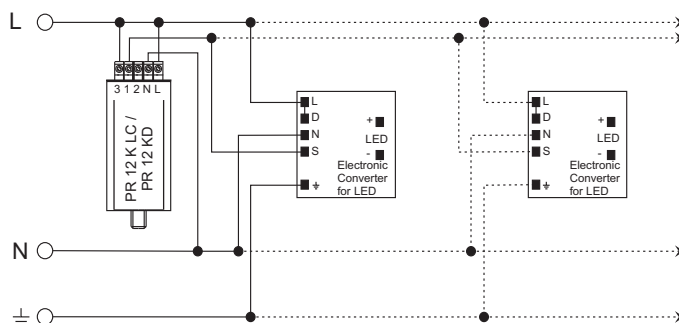 L
3 1 2 N L
PR 12 K LC /
PR 12 KD
L
D
N
S
+
LED
-
Electronic
Converter
for LED
L
D
N
S
+
LED
-
Electronic
Converter
for LED
N